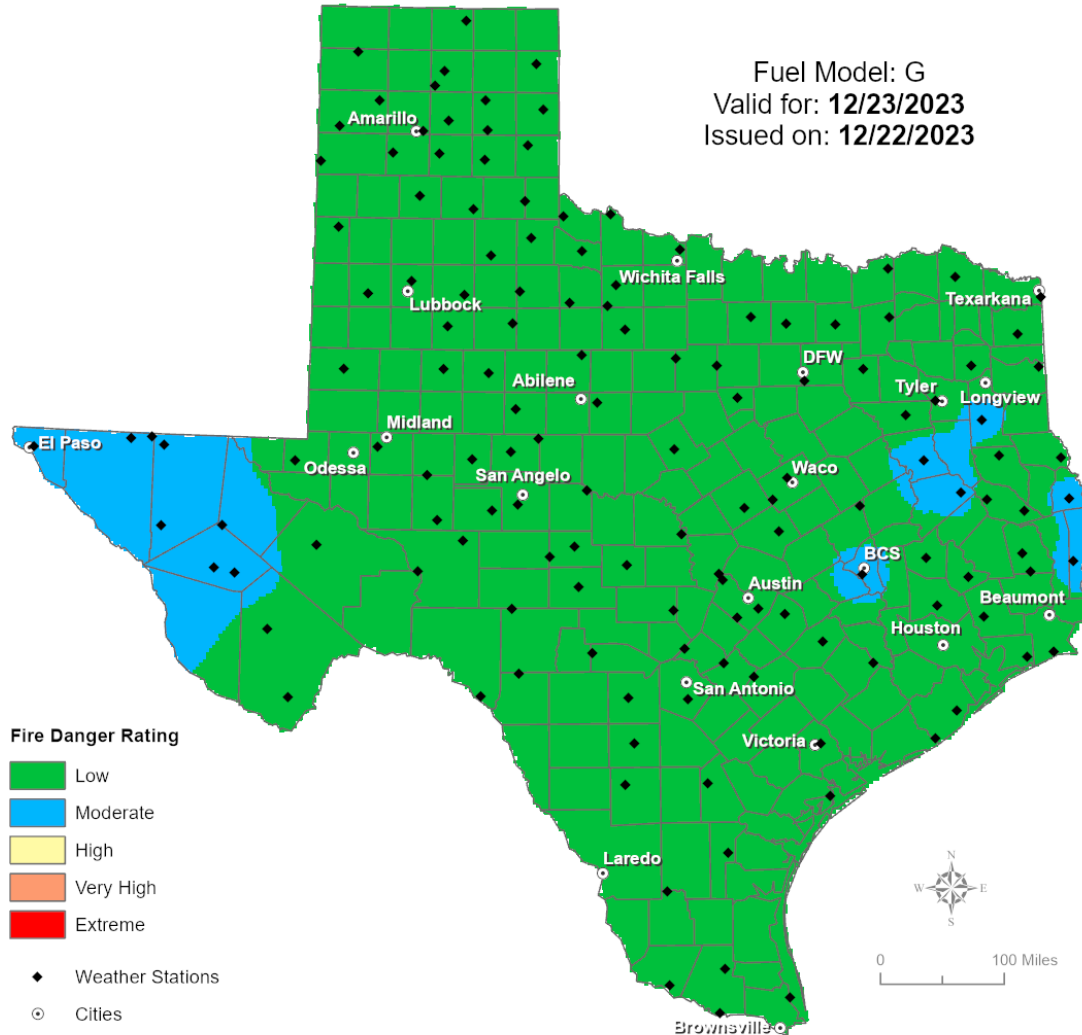 Fuel Model: G
Valid for: 12/23/2023
Issued on: 12/22/2023
Amarillo
Wichita Falls
Lubbock
Texarkana
DFW
Abilene
Tyler
Longview
Midland
El Paso
Odessa
San Angelo
Waco
BCS
Austin
Beaumont
Houston
San Antonio
Victoria
Laredo
Brownsville
Fire Danger Rating
Low
Moderate
High
Very High
Extreme
Weather Stations
Cities
N
W E
S
0 100 Miles